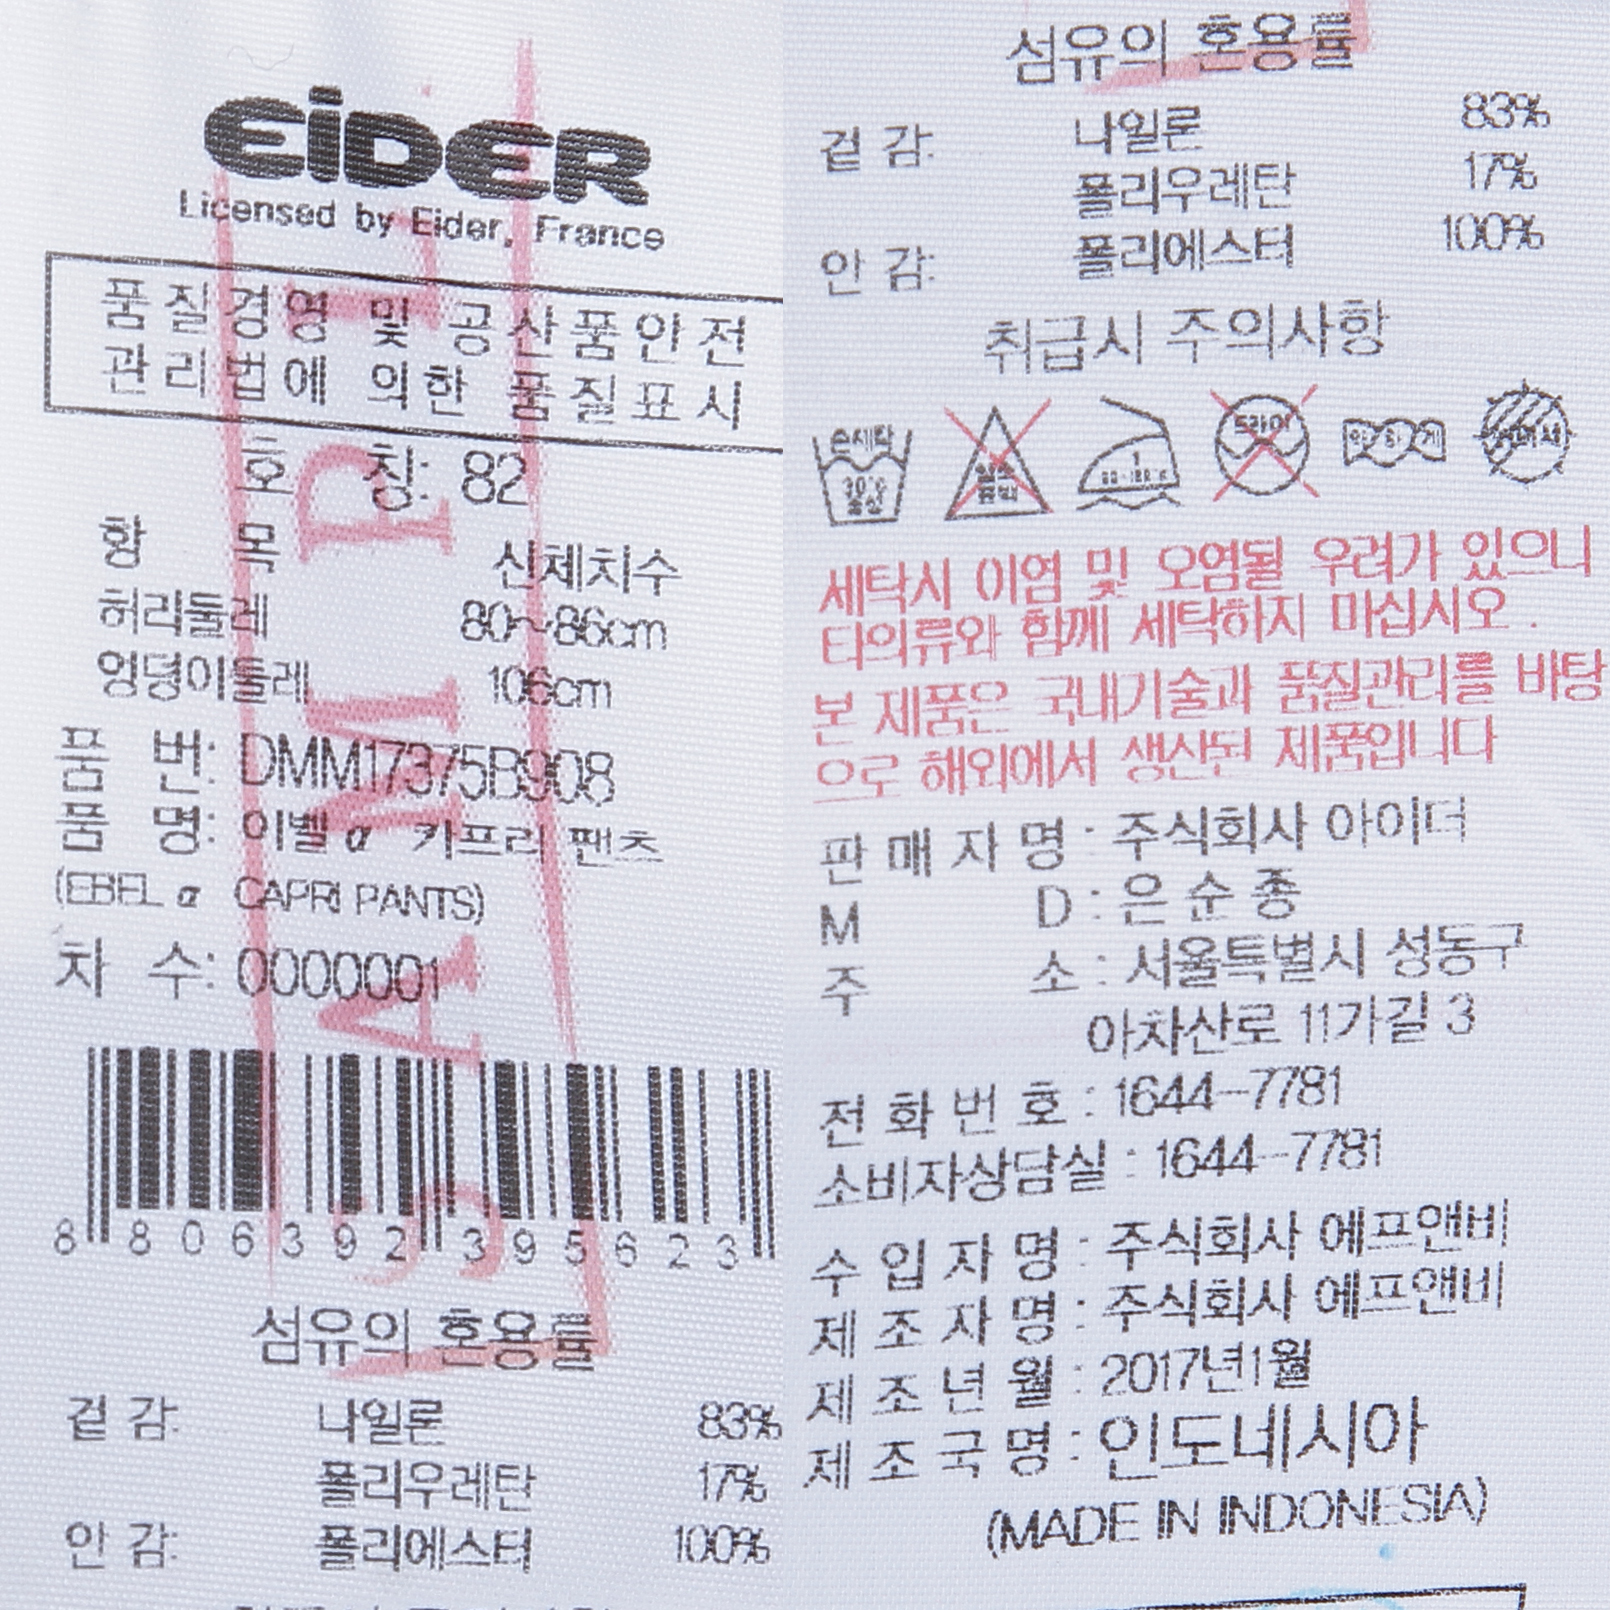 EiDER
Licensed by Eider, France
품질경영 및 공산품안전
관리법에 의한 품질표시
호 칭: 82
항 목 신체치수
허리둘레 80~86cm
엉덩이둘레 106cm
품 번: DMM17375B908
품 명: 이벨α 카프리 팬츠
(EBEL α CAPRI PANTS)
차 수: 0000001
SAMPLE
8 806392 395623
섬유의 혼용률
겉감: 나일론 83%
폴리우레탄 17%
안감: 폴리에스터 100%
섬유의 혼용률
겉감: 나일론 83%
폴리우레탄 17%
안감: 폴리에스터 100%
취급시 주의사항
손세탁 30℃ 드라이
세탁시 이염 및 오염될 우려가 있으니
타의류와 함께 세탁하지 마십시오.
본 제품은 국내기술과 품질관리를 바탕
으로 해외에서 생산된 제품입니다
판매자명 : 주식회사 아이더
M D : 은순종
주 소 : 서울특별시 성동구
아차산로 11가길 3
전화번호 : 1644-7781
소비자상담실 : 1644-7781
수입자명 : 주식회사 에프앤비
제조자명 : 주식회사 에프앤비
제조년월 : 2017년1월
제조국명 : 인도네시아
(MADE IN INDONESIA)